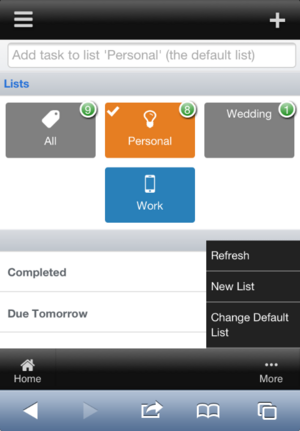 Add task to list 'Personal' (the default list)
Lists
9
8
1
All
Personal
Wedding
Work
Refresh
Completed
New List
Due Tomorrow
Change Default
List
Home
More